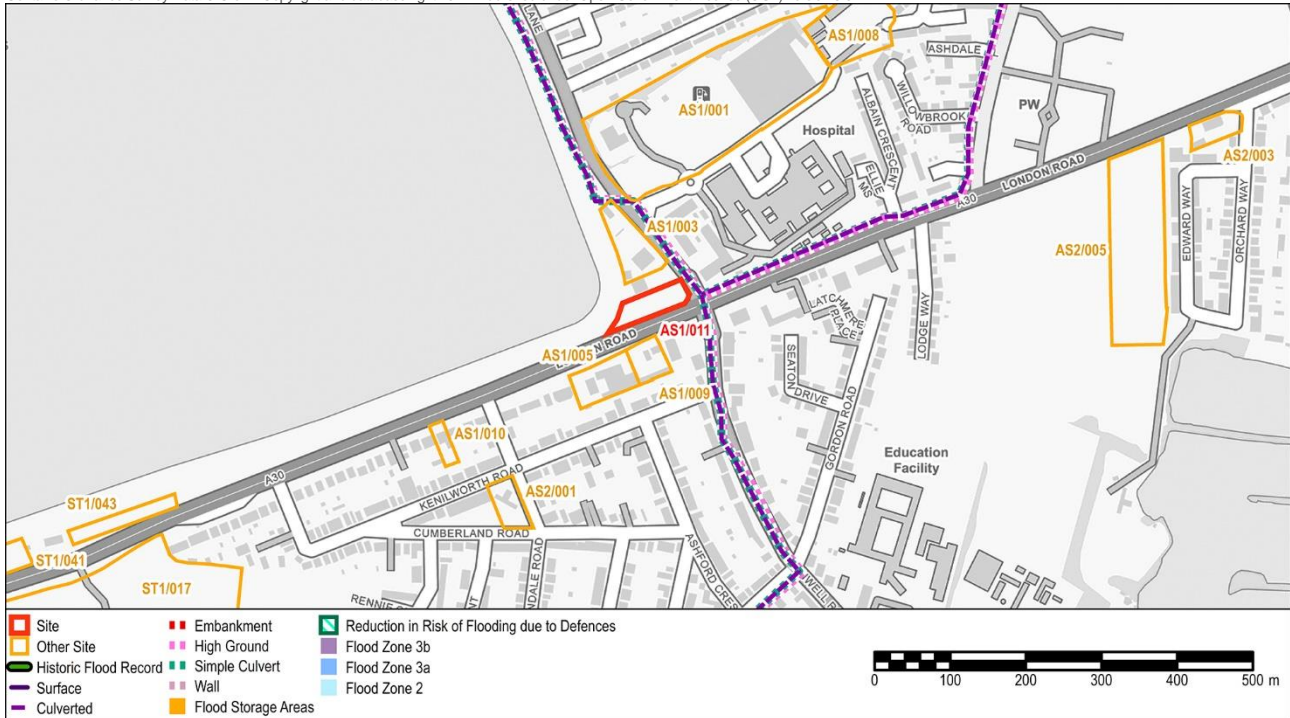 LANE
AS1/008
ASHDALE
AS1/001
WILLOWBROOK
ROAD
ALBAIN CRESCENT
PW
Hospital
ELLIE
MS
LONDON ROAD
A30
AS2/003
EDWARD WAY
ORCHARD WAY
AS1/003
AS2/005
LATCHMERE
PLACE
LODGE WAY
AS1/011
ROAD
AS1/005
SEATON
DRIVE
AS1/009
GORDON ROAD
AS1/010
Education
Facility
A30
KENILWORTH ROAD
ST1/043
AS2/001
CUMBERLAND ROAD
ST1/041
ST1/017
ASHFORD CRES
Site
Other Site
Historic Flood Record
Surface
Culverted
Embankment
High Ground
Simple Culvert
Wall
Flood Storage Areas
Reduction in Risk of Flooding due to Defences
Flood Zone 3b
Flood Zone 3a
Flood Zone 2
0 100 200 300 400 500 m